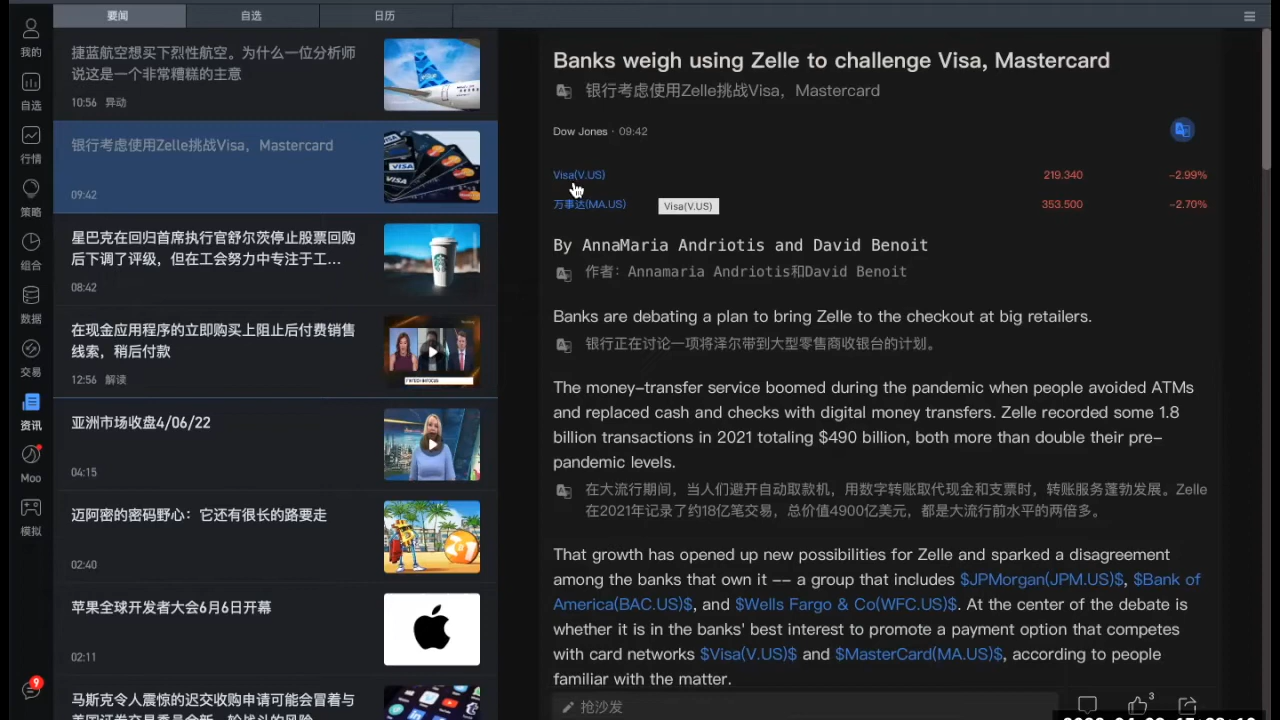 要闻
自选
日历
我的
自选
行情
策略
组合
数据
交易
资讯
Moo
模拟
9
捷蓝航空想买下烈性航空。为什么一位分析师
说这是一个非常糟糕的主意
10:56 异动
银行考虑使用Zelle挑战Visa，Mastercard
09:42
星巴克在回归首席执行官舒尔茨停止股票回购
后下调了评级，但在工会努力中专注于工...
08:42
在现金应用程序的立即购买上阻止后付费销售
线索，稍后付款
12:56 解读
亚洲市场收盘4/06/22
04:15
迈阿密的密码野心：它还有很长的路要走
02:40
苹果全球开发者大会6月6日开幕
02:11
马斯克令人震惊的迟交收购申请可能会冒着与
Banks weigh using Zelle to challenge Visa, Mastercard
银行考虑使用Zelle挑战Visa，Mastercard
Dow Jones · 09:42
Visa(V.US) 219.340 -2.99%
万事达(MA.US) 353.500 -2.70%
Visa(V.US)
By AnnaMaria Andriotis and David Benoit
作者：Annamaria Andriotis和David Benoit
Banks are debating a plan to bring Zelle to the checkout at big retailers.
银行正在讨论一项将泽尔带到大型零售商收银台的计划。
The money-transfer service boomed during the pandemic when people avoided ATMs
and replaced cash and checks with digital money transfers. Zelle recorded some 1.8
billion transactions in 2021 totaling $490 billion, both more than double their pre-
pandemic levels.
在大流行期间，当人们避开自动取款机，用数字转账取代现金和支票时，转账服务蓬勃发展。Zelle
在2021年记录了约18亿笔交易，总价值4900亿美元，都是大流行前水平的两倍多。
That growth has opened up new possibilities for Zelle and sparked a disagreement
among the banks that own it -- a group that includes $JPMorgan(JPM.US)$, $Bank of
America(BAC.US)$, and $Wells Fargo & Co(WFC.US)$. At the center of the debate is
whether it is in the banks' best interest to promote a payment option that competes
with card networks $Visa(V.US)$ and $MasterCard(MA.US)$, according to people
familiar with the matter.
抢沙发
3